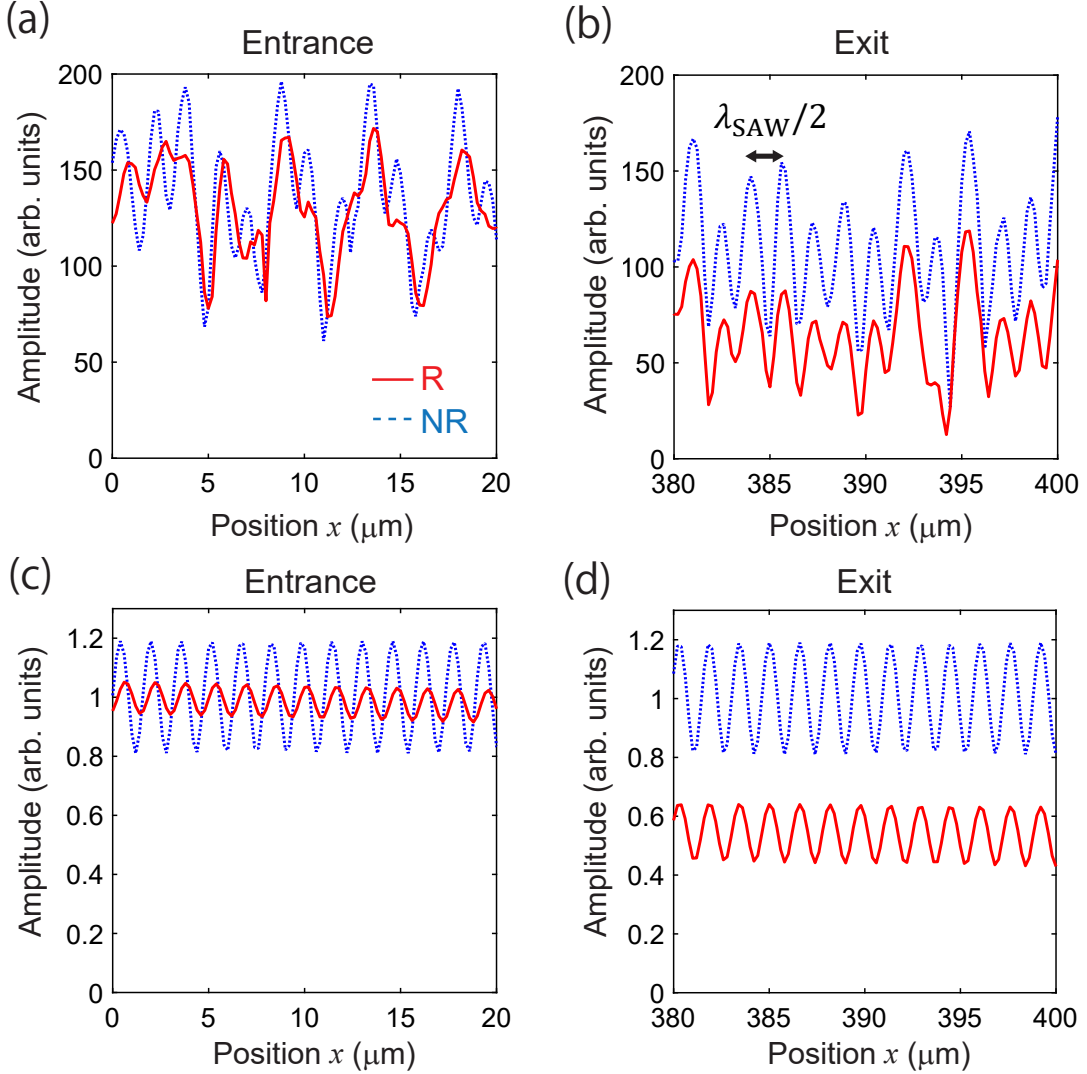 (a)
Entrance
Amplitude (arb. units)
200
150
100
50
0
R
NR
0 5 10 15 20
Position x (μm)
(b)
Exit
Amplitude (arb. units)
200
150
100
50
0
λSAW/2
380 385 390 395 400
Position x (μm)
(c)
Entrance
Amplitude (arb. units)
1.2
1
0.8
0.6
0.4
0.2
0
0 5 10 15 20
Position x (μm)
(d)
Exit
Amplitude (arb. units)
1.2
1
0.8
0.6
0.4
0.2
0
380 385 390 395 400
Position x (μm)